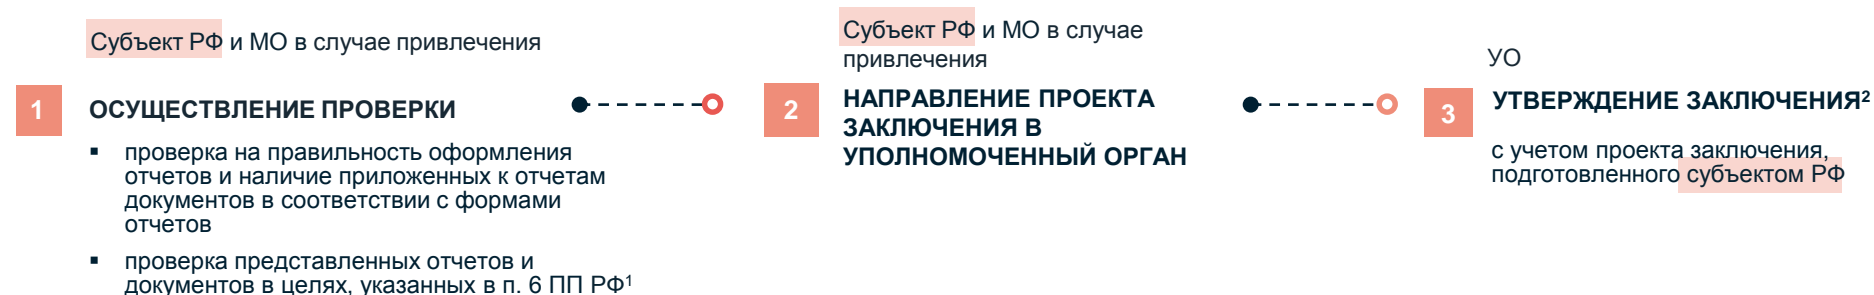 Субъект РФ и МО в случае привлечения
1
ОСУЩЕСТВЛЕНИЕ ПРОВЕРКИ
▪ проверка на правильность оформления
отчетов и наличие приложенных к отчетам
документов в соответствии с формами
отчетов
▪ проверка представленных отчетов и
документов в целях, указанных в п. 6 ПП РФ¹
Субъект РФ и МО в случае
привлечения
2
НАПРАВЛЕНИЕ ПРОЕКТА
ЗАКЛЮЧЕНИЯ В
УПОЛНОМОЧЕННЫЙ ОРГАН
УО
3
УТВЕРЖДЕНИЕ ЗАКЛЮЧЕНИЯ²
с учетом проекта заключения,
подготовленного субъектом РФ